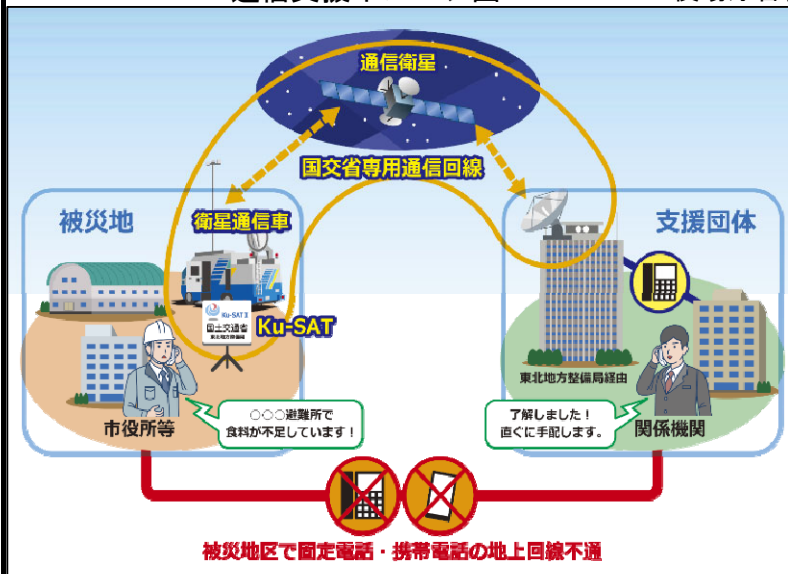 通信衛星
国交省専用通信回線
被災地
衛星通信車
支援団体
Ku-SATⅡ
国土交通省
Ku-SAT
東北地方整備局経由
○○○避難所で
食料が不足しています！
了解しました！
直ぐに手配します。
市役所等
関係機関
被災地区で固定電話・携帯電話の地上回線不通